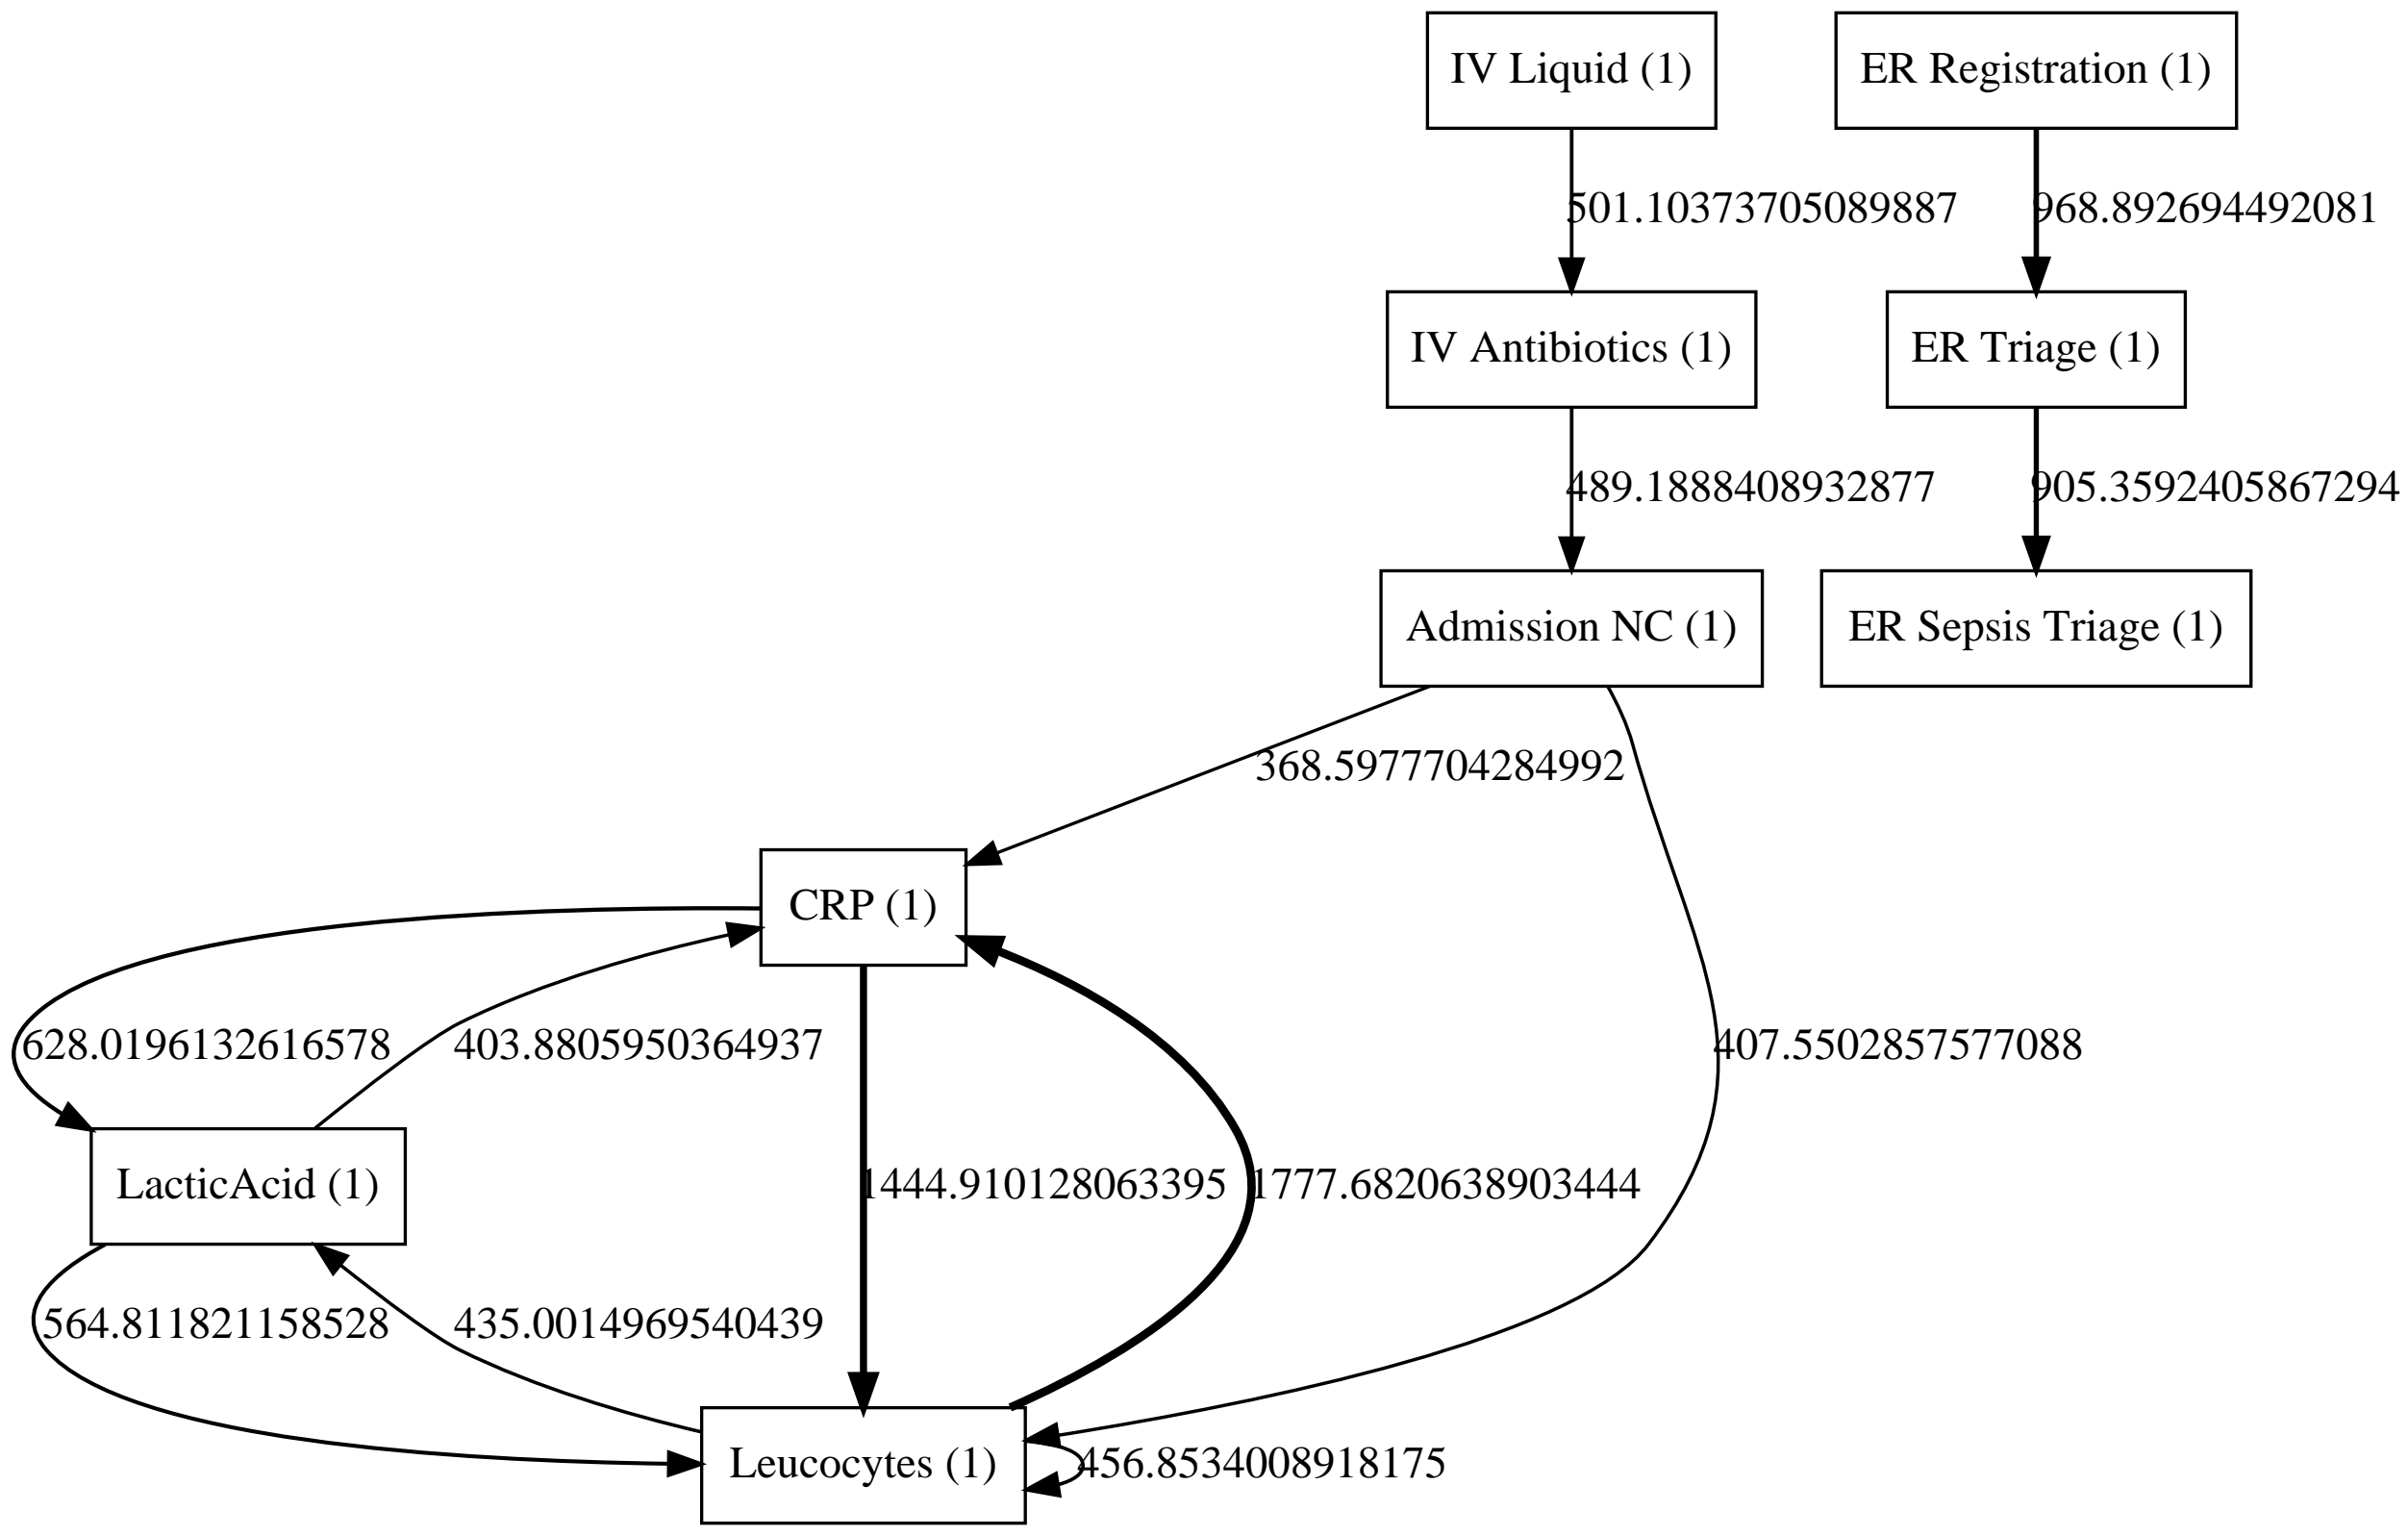 IV Liquid (1)
ER Registration (1)
501.10373705089887
968.892694492081
IV Antibiotics (1)
ER Triage (1)
489.1888408932877
905.3592405867294
Admission NC (1)
ER Sepsis Triage (1)
368.5977704284992
CRP (1)
628.0196132616578
403.8805950364937
407.5502857577088
LacticAcid (1)
1444.910128063395
1777.6820638903444
564.811821158528
435.0014969540439
Leucocytes (1)
456.8534008918175